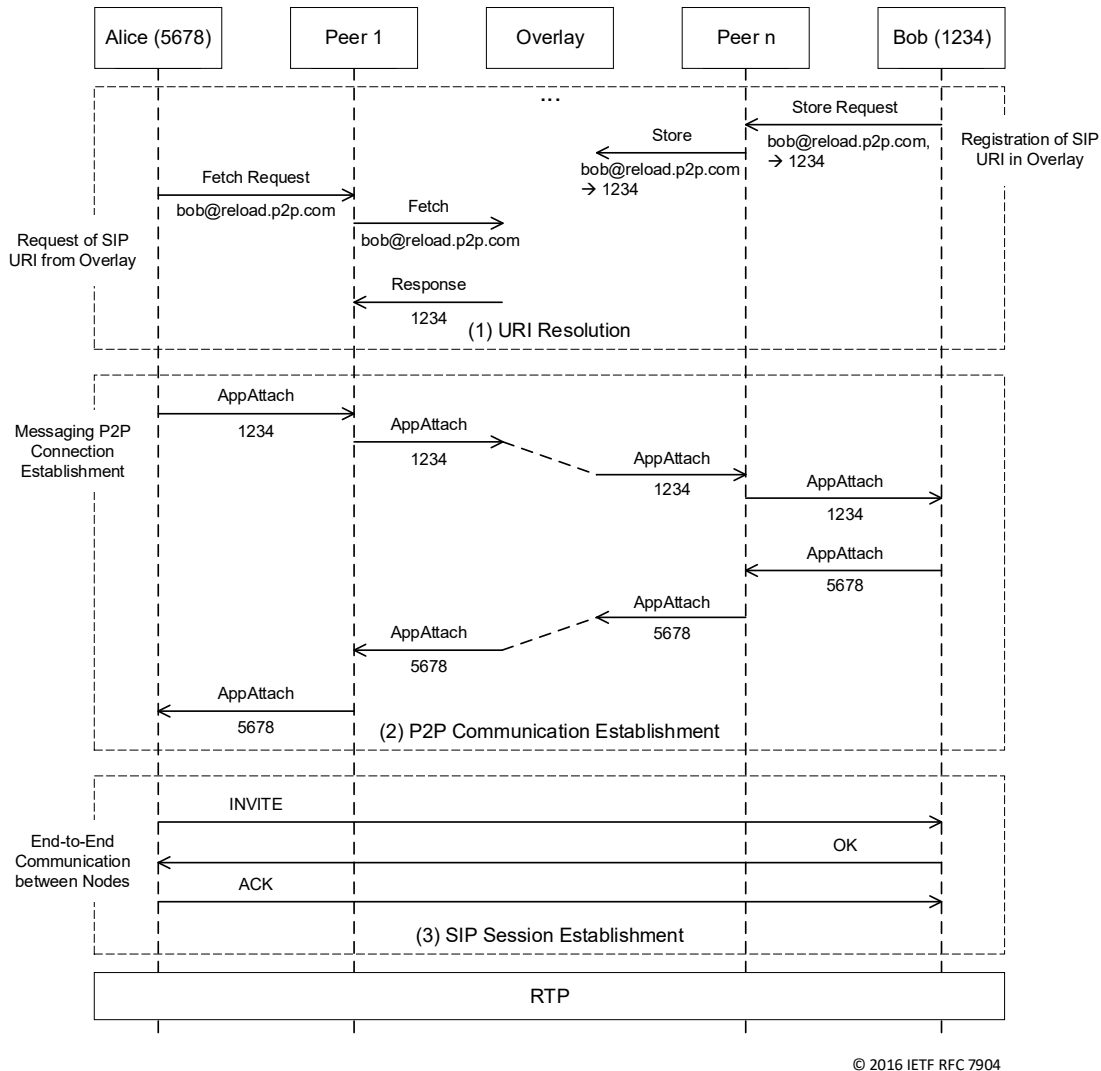 Alice (5678)
Peer 1
Overlay
Peer n
Bob (1234)
...
Store Request
bob@reload.p2p.com,
→ 1234
Registration of SIP
URI in Overlay
Store
bob@reload.p2p.com
→ 1234
Fetch Request
bob@reload.p2p.com
Fetch
bob@reload.p2p.com
Request of SIP
URI from Overlay
Response
1234
(1) URI Resolution
AppAttach
1234
Messaging P2P
Connection
Establishment
AppAttach
1234
AppAttach
1234
AppAttach
1234
AppAttach
5678
AppAttach
5678
AppAttach
5678
AppAttach
5678
(2) P2P Communication Establishment
INVITE
End-to-End
Communication
between Nodes
OK
ACK
(3) SIP Session Establishment
RTP
© 2016 IETF RFC 7904